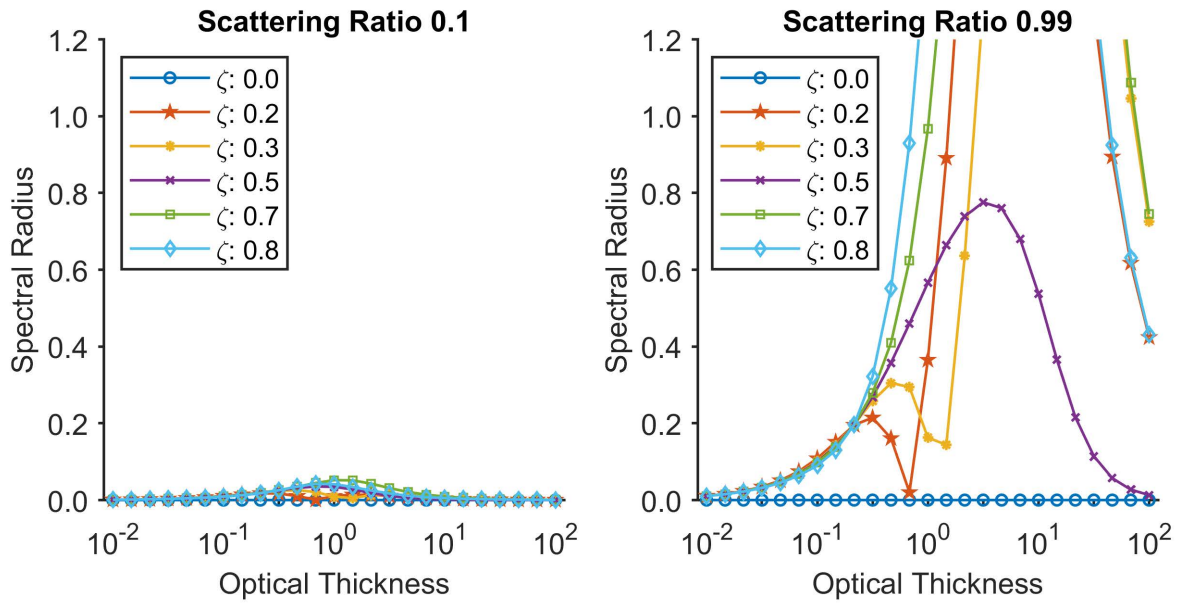 Scattering Ratio 0.1
Spectral Radius
1.2
1.0
0.8
0.6
0.4
0.2
0.0
ζ: 0.0
ζ: 0.2
ζ: 0.3
ζ: 0.5
ζ: 0.7
ζ: 0.8
10^-2 10^-1 10^0 10^1 10^2
Optical Thickness
Scattering Ratio 0.99
Spectral Radius
1.2
1.0
0.8
0.6
0.4
0.2
0.0
ζ: 0.0
ζ: 0.2
ζ: 0.3
ζ: 0.5
ζ: 0.7
ζ: 0.8
10^-2 10^-1 10^0 10^1 10^2
Optical Thickness